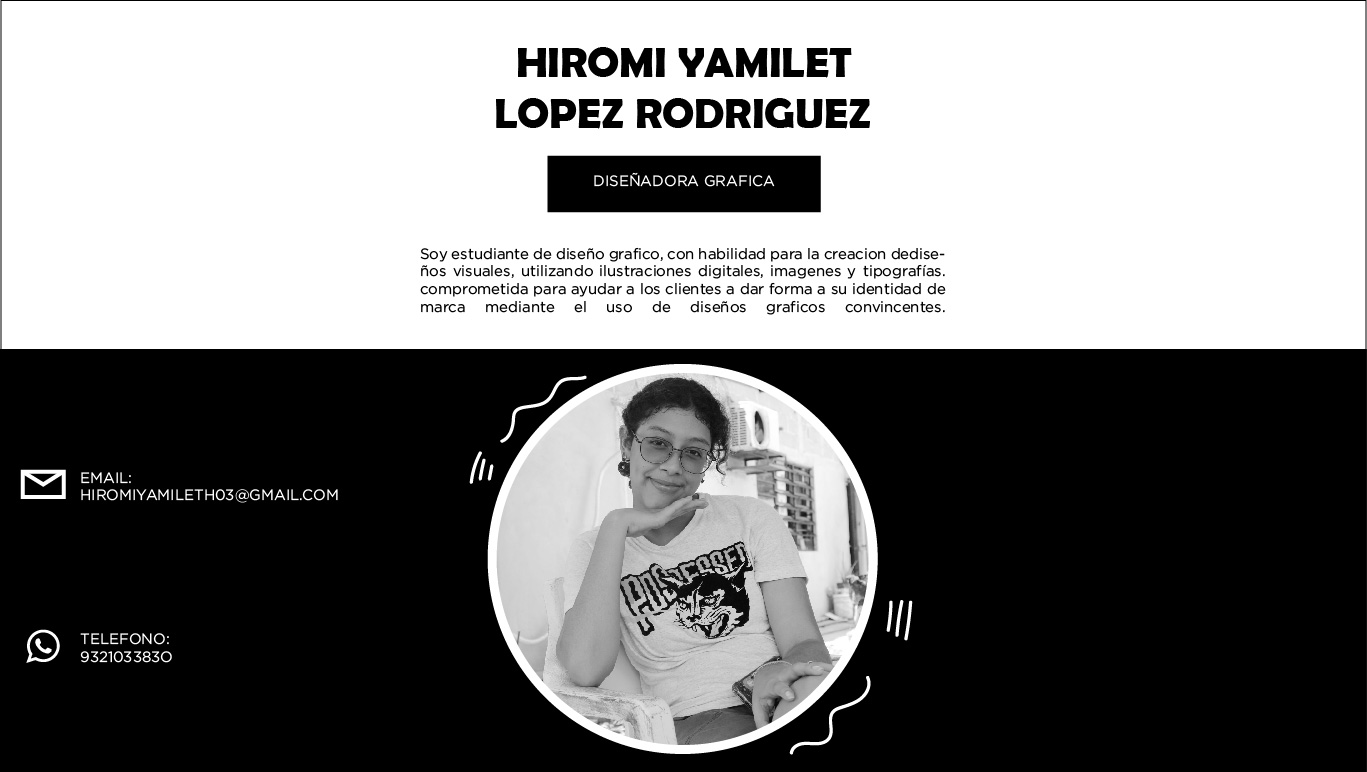 HIROMI YAMILET
LOPEZ RODRIGUEZ
DISEÑADORA GRAFICA
Soy estudiante de diseño grafico, con habilidad para la creacion dedise-
ños visuales, utilizando ilustraciones digitales, imagenes y tipografías.
comprometida para ayudar a los clientes a dar forma a su identidad de
marca mediante el uso de diseños graficos convincentes.
EMAIL:
HIROMIYAMILETH03@GMAIL.COM
TELEFONO:
9321033830
POSSESSED